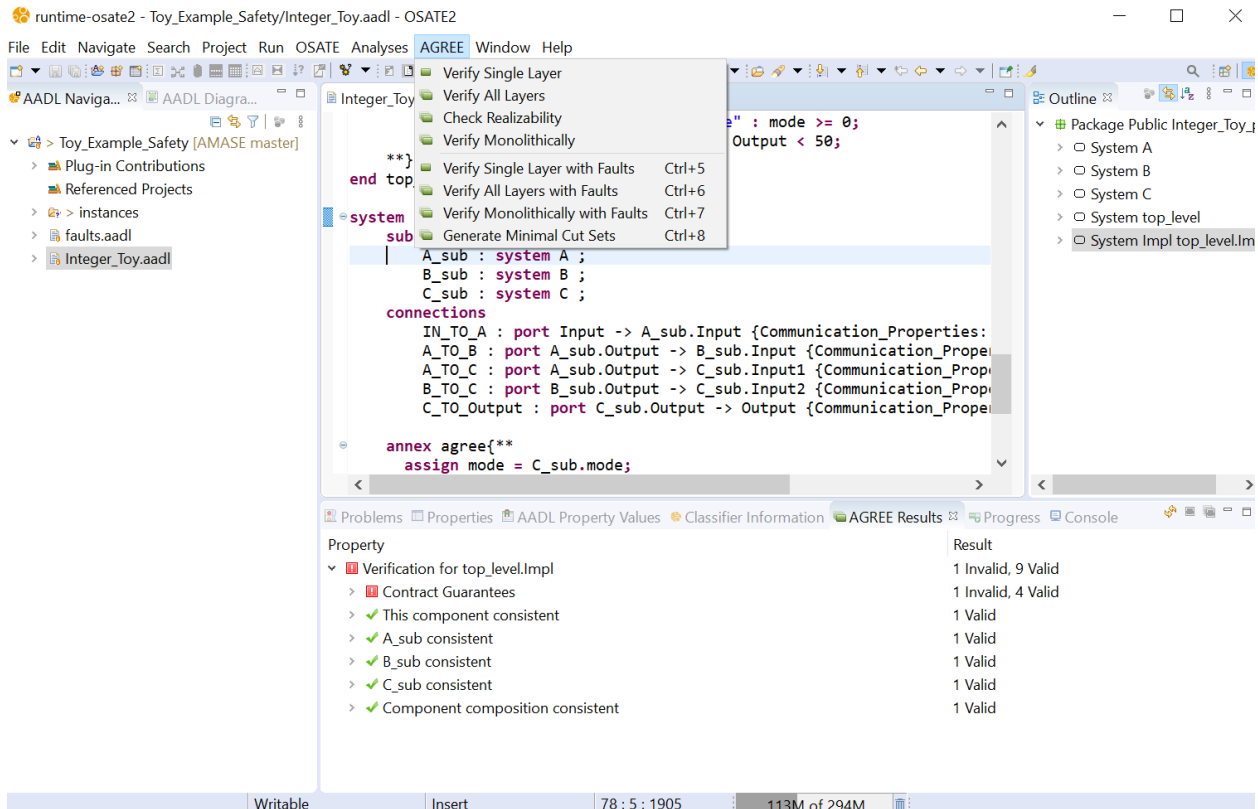 runtime-osate2 - Toy_Example_Safety/Integer_Toy.aadl - OSATE2
File Edit Navigate Search Project Run OSATE Analyses AGREE Window Help
AADL Naviga...
AADL Diagra...
> Toy_Example_Safety [AMASE master]
Plug-in Contributions
Referenced Projects
> instances
faults.aadl
Integer_Toy.aadl
Integer_Toy
Verify Single Layer
Verify All Layers
Check Realizability
Verify Monolithically
Verify Single Layer with Faults Ctrl+5
Verify All Layers with Faults Ctrl+6
Verify Monolithically with Faults Ctrl+7
Generate Minimal Cut Sets Ctrl+8
e" : mode >= 0;
Output < 50;
**}
end top_
system
sub
A_sub : system A ;
B_sub : system B ;
C_sub : system C ;
connections
IN_TO_A : port Input -> A_sub.Input {Communication_Properties:
A_TO_B : port A_sub.Output -> B_sub.Input {Communication_Proper
A_TO_C : port A_sub.Output -> C_sub.Input1 {Communication_Prope
B_TO_C : port B_sub.Output -> C_sub.Input2 {Communication_Prope
C_TO_Output : port C_sub.Output -> Output {Communication_Proper
annex agree{**
assign mode = C_sub.mode;
Outline
Package Public Integer_Toy_p
System A
System B
System C
System top_level
System Impl top_level.Im
Problems Properties AADL Property Values Classifier Information AGREE Results Progress Console
Property Result
Verification for top_level.Impl 1 Invalid, 9 Valid
Contract Guarantees 1 Invalid, 4 Valid
This component consistent 1 Valid
A_sub consistent 1 Valid
B_sub consistent 1 Valid
C_sub consistent 1 Valid
Component composition consistent 1 Valid
Writable Insert 78 : 5 : 1905 113M of 294M